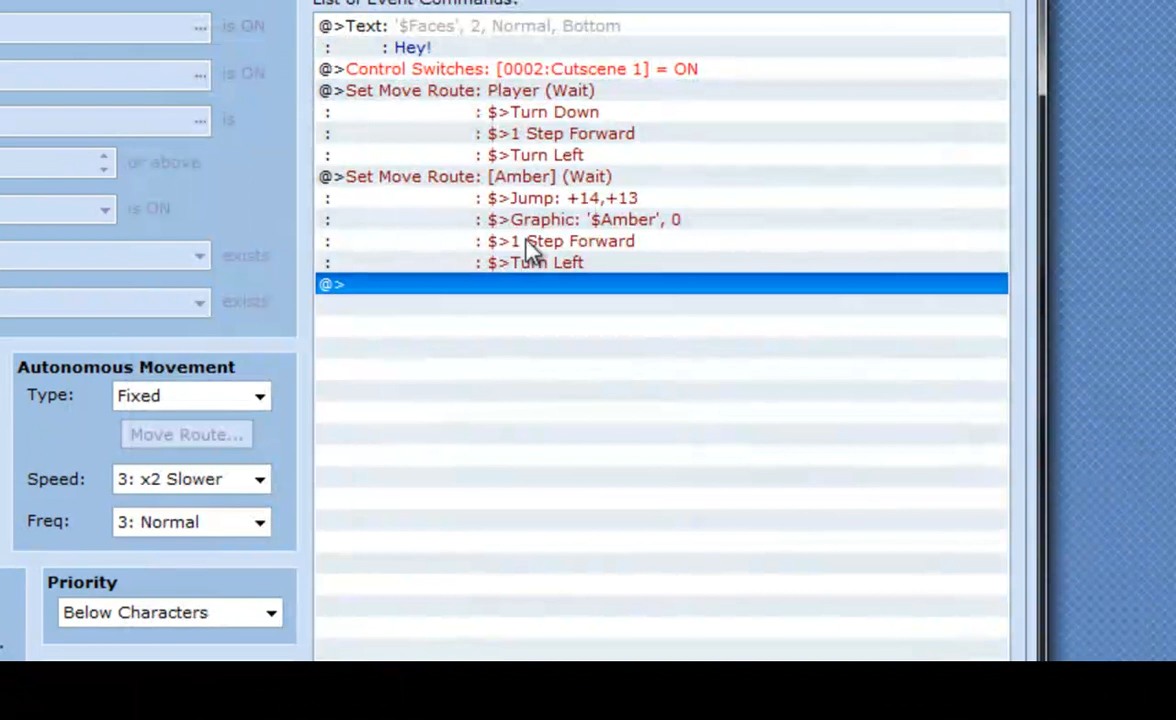 List of Event Commands:
... is ON
... is ON
... is
or above
is ON
exists
exists
@>Text: '$Faces', 2, Normal, Bottom
:         : Hey!
@>Control Switches: [0002:Cutscene 1] = ON
@>Set Move Route: Player (Wait)
:                    : $>Turn Down
:                    : $>1 Step Forward
:                    : $>Turn Left
@>Set Move Route: [Amber] (Wait)
:                    : $>Jump: +14,+13
:                    : $>Graphic: '$Amber', 0
:                    : $>1 Step Forward
:                    : $>Turn Left
@>
Autonomous Movement
Type: Fixed
Move Route...
Speed: 3: x2 Slower
Freq: 3: Normal
Priority
Below Characters